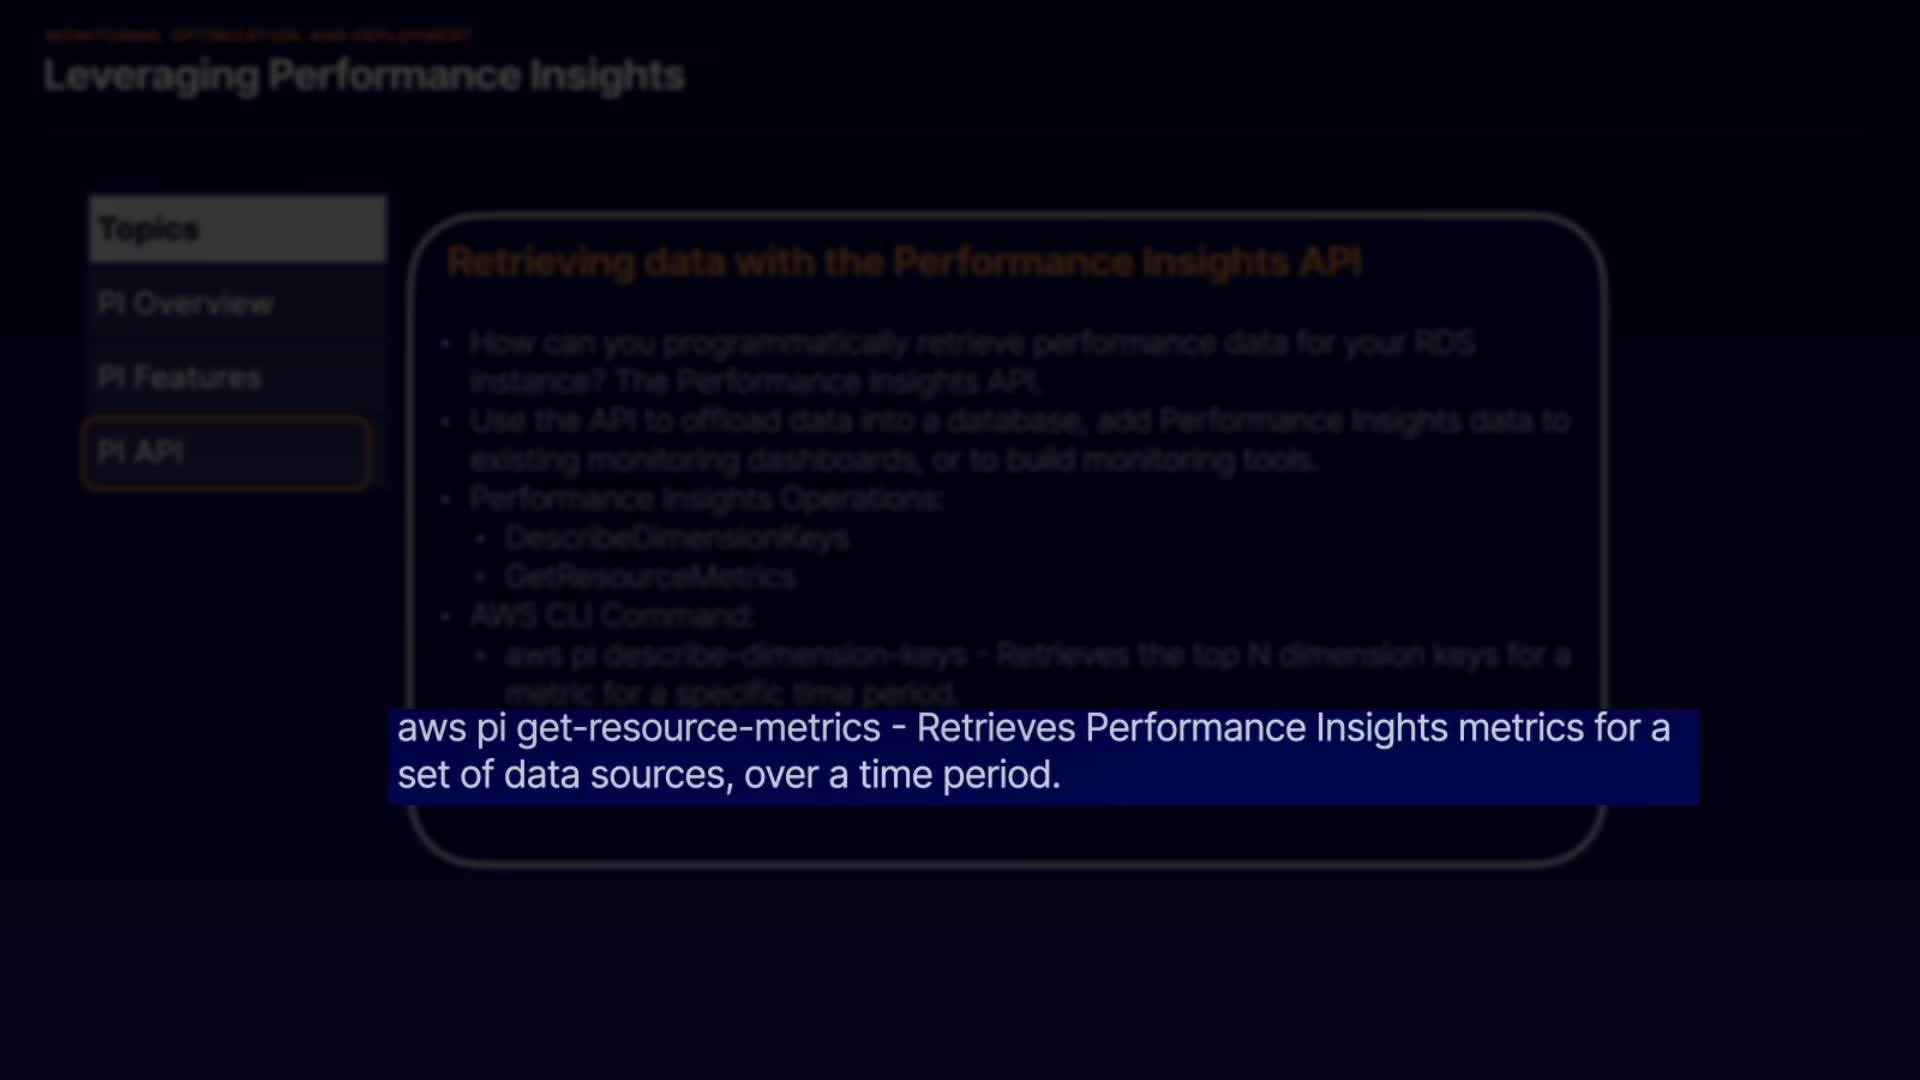 MONITORING, OPTIMIZATION, AND DEPLOYMENT
Leveraging Performance Insights
Topics
PI Overview
PI Features
PI API
Retrieving data with the Performance Insights API
• How can you programmatically retrieve performance data for your RDS
instance? The Performance Insights API.
• Use the API to offload data into a database, add Performance Insights data to
existing monitoring dashboards, or to build monitoring tools.
• Performance Insights Operations:
• DescribeDimensionKeys
• GetResourceMetrics
• AWS CLI Command:
• aws pi describe-dimension-keys - Retrieves the top N dimension keys for a
metric for a specific time period.
aws pi get-resource-metrics - Retrieves Performance Insights metrics for a
set of data sources, over a time period.